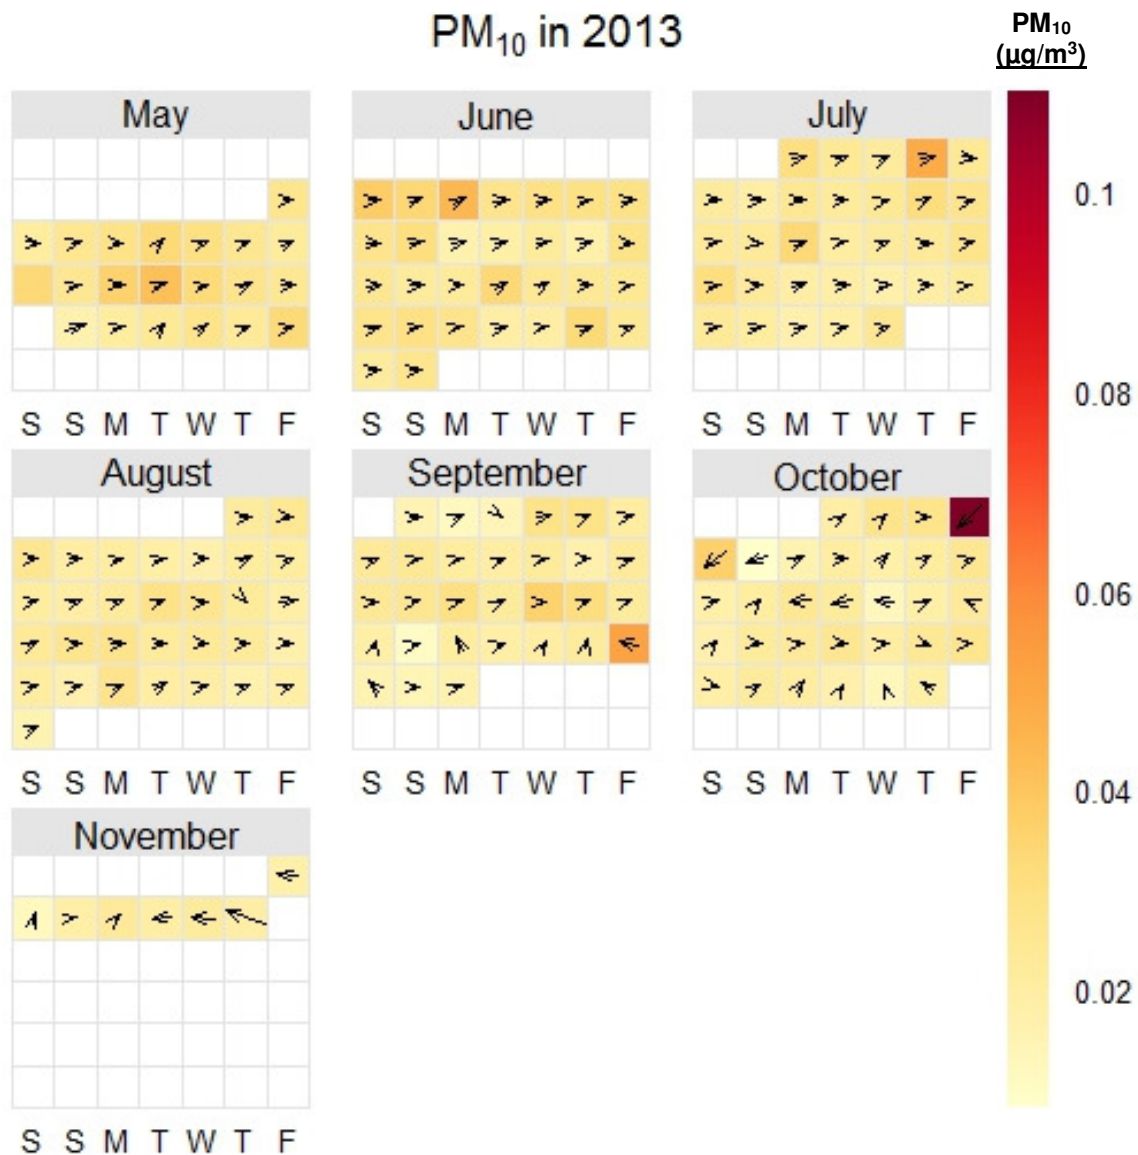 PM₁₀ in 2013
PM₁₀
(µg/m³)
May
June
July
S S M T W T F
S S M T W T F
S S M T W T F
August
September
October
S S M T W T F
S S M T W T F
S S M T W T F
November
S S M T W T F
0.1
0.08
0.06
0.04
0.02